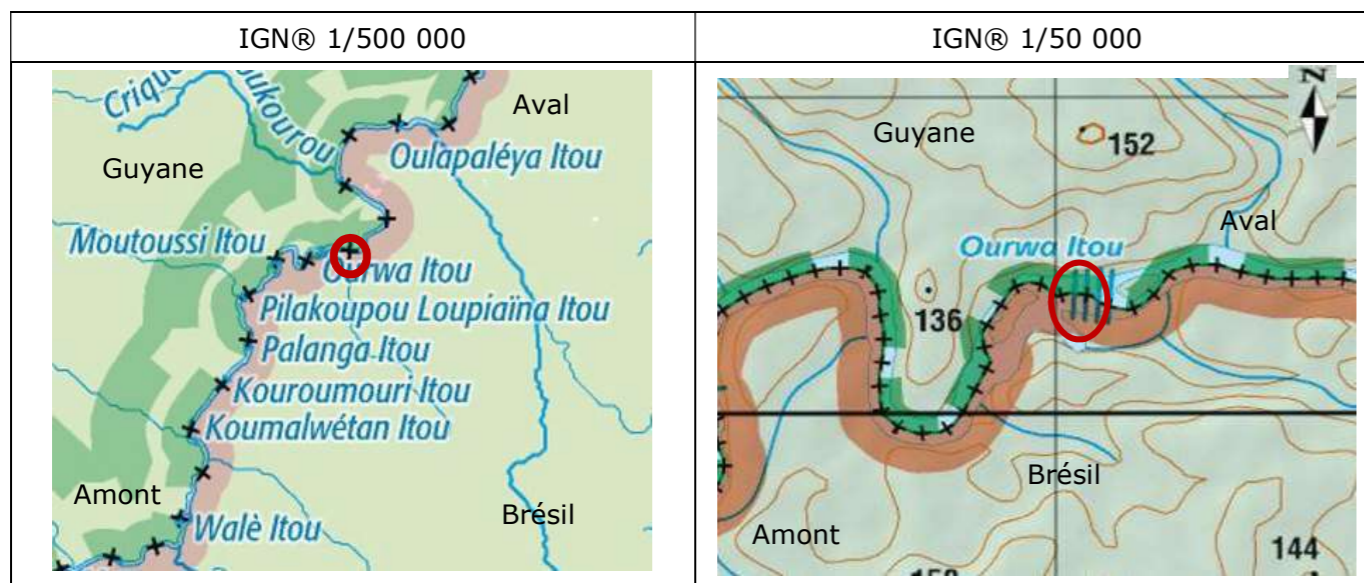 IGN® 1/500 000
IGN® 1/50 000
Aval
Guyane
Oulapaléya Itou
Moutoussi Itou
Ourwa Itou
Pilakoupou Loupiaïna Itou
Palanga Itou
Kouroumouri Itou
Koumalwétan Itou
Amont
Walè Itou
Brésil
N
Guyane
152
Aval
Ourwa Itou
136
Brésil
Amont
144